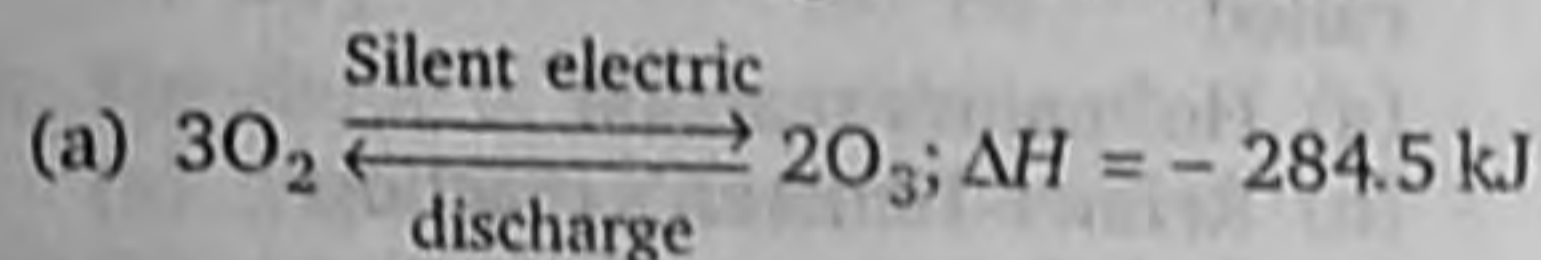 Silent electric
(a) 3O₂ ⇌ 2O₃; ΔH = – 284.5 kJ
discharge